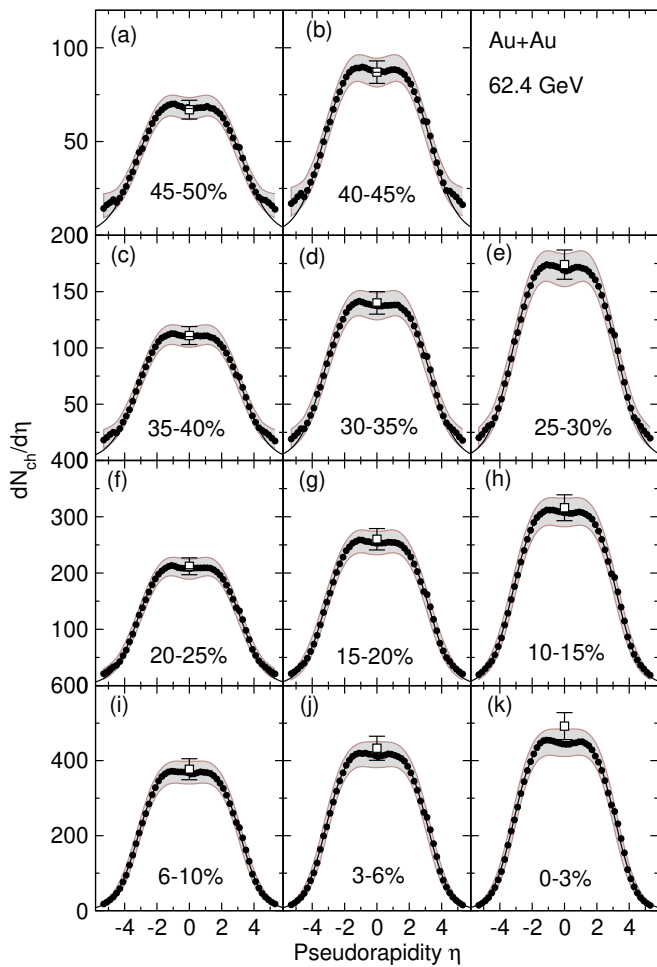 (a)
(b)
Au+Au
62.4 GeV
100
50
0
45-50%
40-45%
(c)
(d)
(e)
200
150
100
50
0
35-40%
30-35%
25-30%
(f)
(g)
(h)
400
300
200
100
0
20-25%
15-20%
10-15%
(i)
(j)
(k)
600
400
200
0
6-10%
3-6%
0-3%
-4 -2 0 2 4 -4 -2 0 2 4 -4 -2 0 2 4
dN_ch/dη
Pseudorapidity η